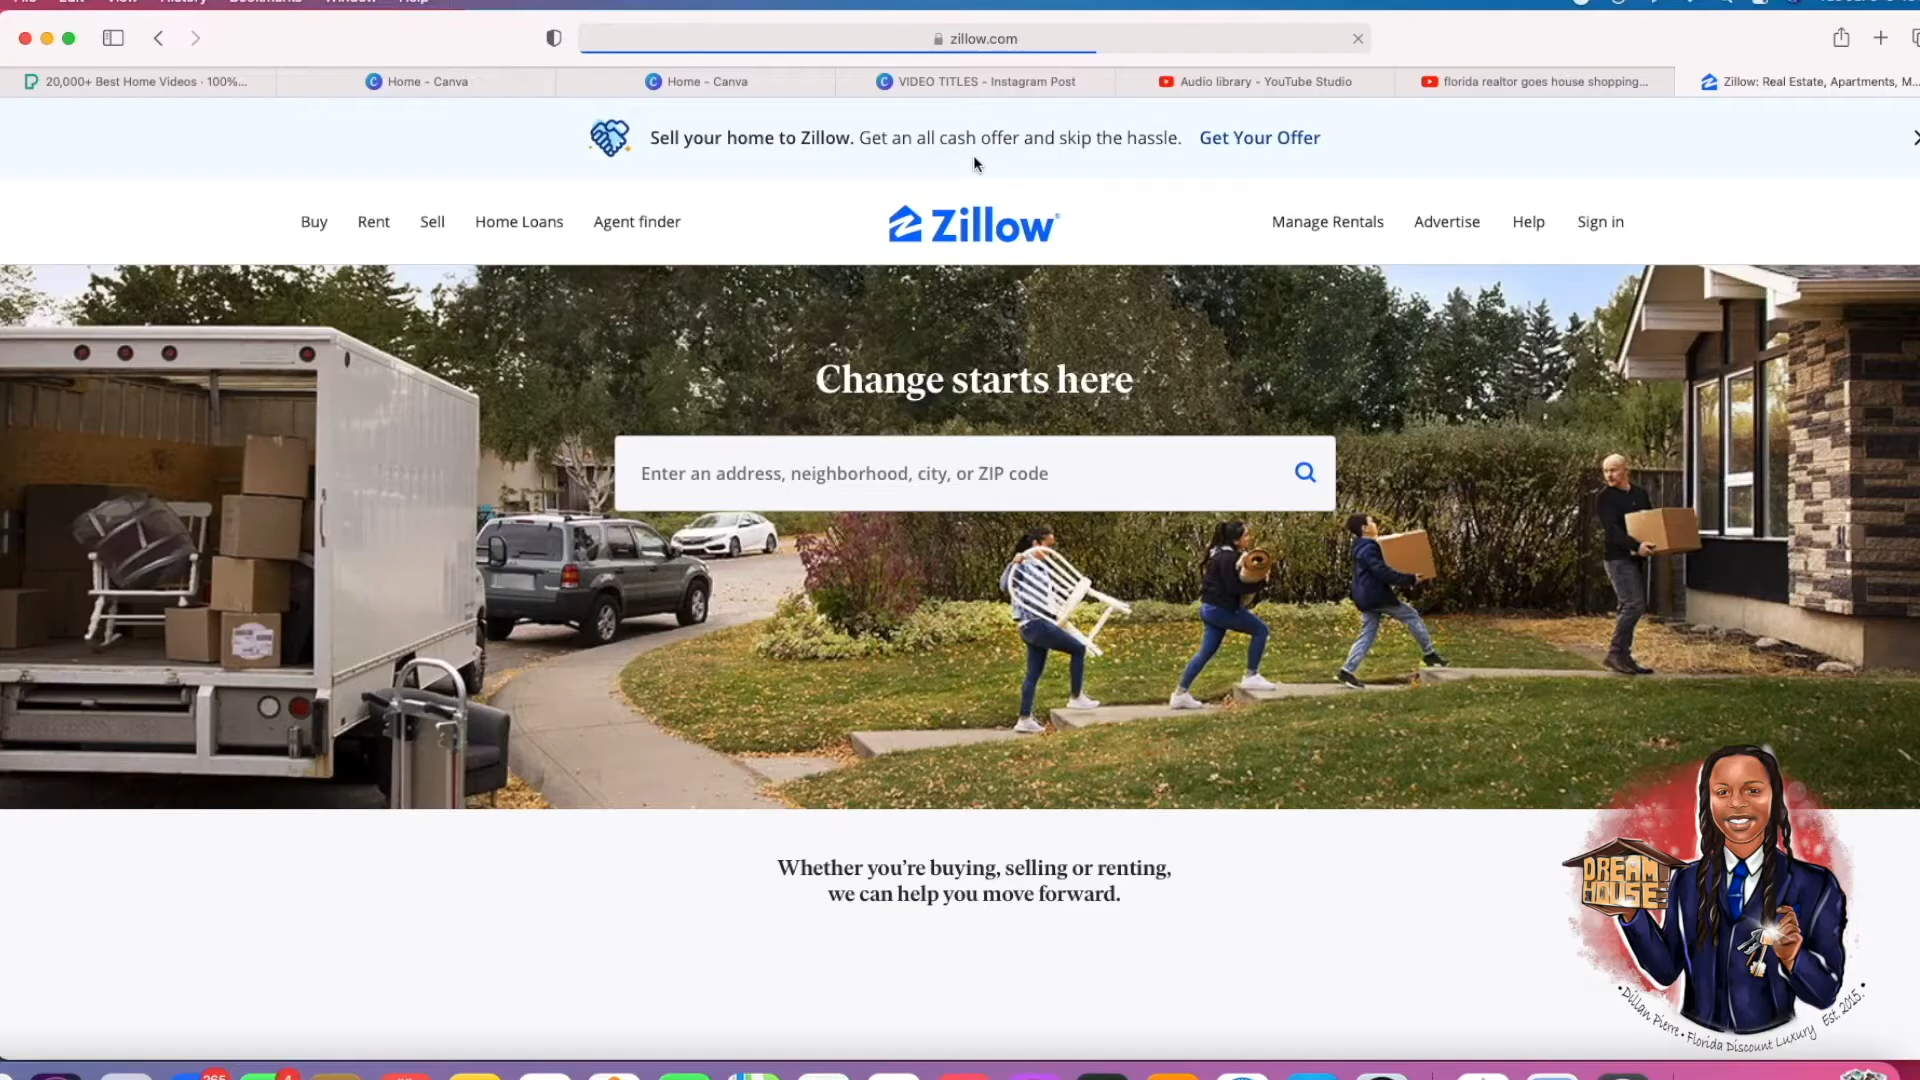 zillow.com
20,000+ Best Home Videos · 100%...
Home – Canva
Home – Canva
VIDEO TITLES – Instagram Post
Audio library – YouTube Studio
florida realtor goes house shopping...
Zillow: Real Estate, Apartments, M...
Sell your home to Zillow. Get an all cash offer and skip the hassle. Get Your Offer
Buy
Rent
Sell
Home Loans
Agent finder
Zillow
Manage Rentals
Advertise
Help
Sign in
Change starts here
Enter an address, neighborhood, city, or ZIP code
Whether you're buying, selling or renting,
we can help you move forward.
DREAM
HOUSE
• Dillan Pierre • Florida Discount Luxury Est. 2015 •
265
4